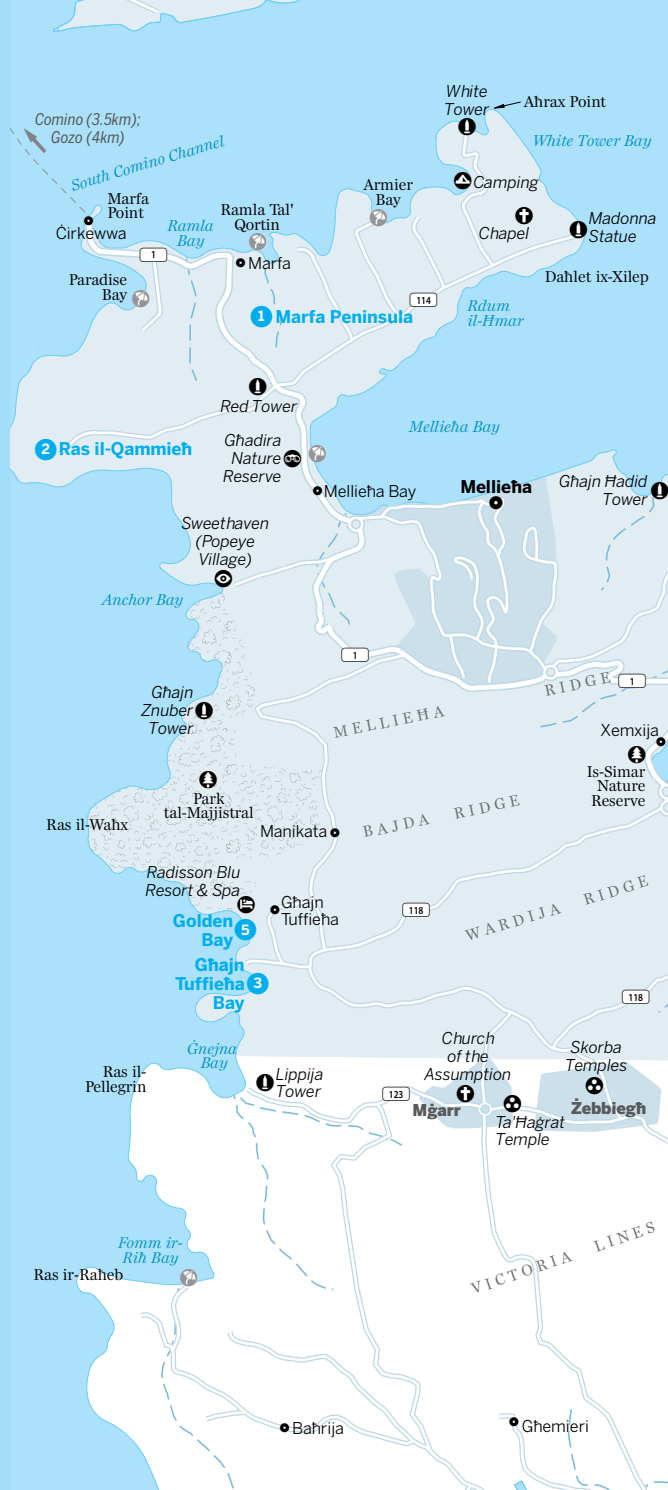 White
Tower
Aħrax Point
Comino (3.5km);
Gozo (4km)
White Tower Bay
South Comino Channel
Camping
Armier
Bay
Marfa
Point
Ramla Tal'
Qortin
Chapel
Madonna
Statue
Ramla
Bay
Ċirkewwa
1
Marfa
Daħlet ix-Xilep
Paradise
Bay
114
Rdum
il-Ħmar
1 Marfa Peninsula
Red Tower
Mellieħa Bay
2 Ras il-Qammieħ
Għadira
Nature
Reserve
Mellieħa Bay
Mellieħa
Għajn Ħadid
Tower
Sweethaven
(Popeye
Village)
Anchor Bay
1
1
MELLIEĦA RIDGE
Għajn
Znuber
Tower
Xemxija
Is-Simar
Nature
Reserve
Park
tal-Majjistral
Ras il-Waħx
Manikata
BAJDA RIDGE
Radisson Blu
Resort & Spa
Għajn
Tuffieħa
118
WARDIJA RIDGE
Golden
Bay 5
Għajn
Tuffieħa 3
Bay
118
Ġnejna
Bay
Church
of the
Assumption
Skorba
Temples
Ras il-
Pellegrin
Lippija
Tower
123
Mġarr
Żebbiegħ
Ta'Ħaġrat
Temple
Fomm ir-
Riħ Bay
Ras ir-Raħeb
VICTORIA LINES
Baħrija
Għemieri